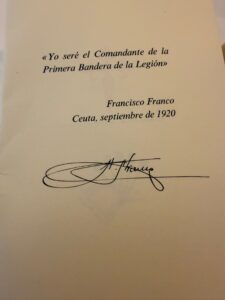 «Yo seré el Comandante de la
Primera Bandera de la Legión»
Francisco Franco
Ceuta, septiembre de 1920